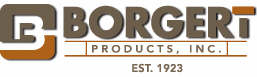 BORGERT
PRODUCTS, INC.
EST. 1923